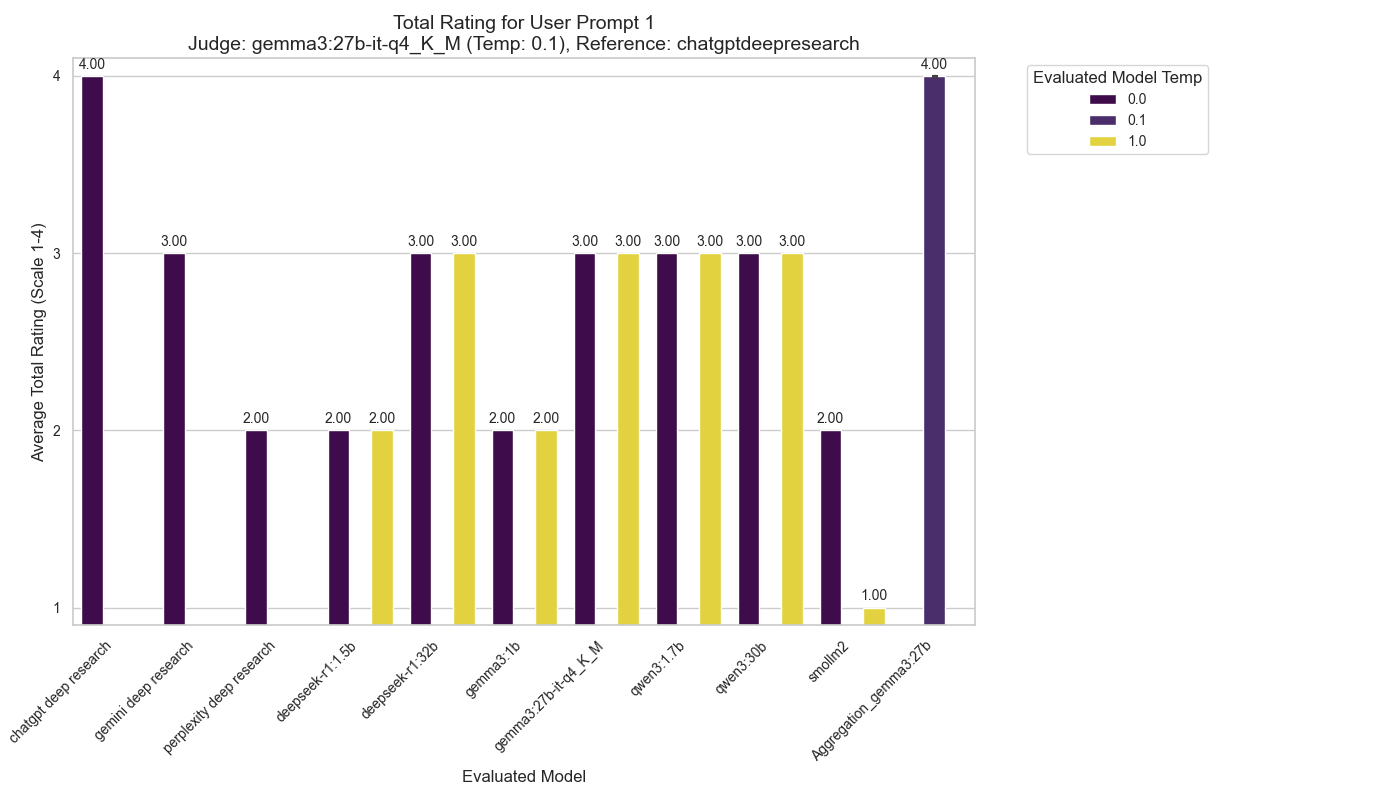 Total Rating for User Prompt 1
Judge: gemma3:27b-it-q4_K_M (Temp: 0.1), Reference: chatgptdeepresearch
Average Total Rating (Scale 1-4)
4
3
2
1
4.00
3.00
2.00
2.00
2.00
3.00
3.00
2.00
2.00
3.00
3.00
3.00
3.00
3.00
3.00
2.00
1.00
4.00
chatgpt deep research
gemini deep research
perplexity deep research
deepseek-r1:1.5b
deepseek-r1:32b
gemma3:1b
gemma3:27b-it-q4_K_M
qwen3:1.7b
qwen3:30b
smollm2
Aggregation_gemma3:27b
Evaluated Model
Evaluated Model Temp
0.0
0.1
1.0